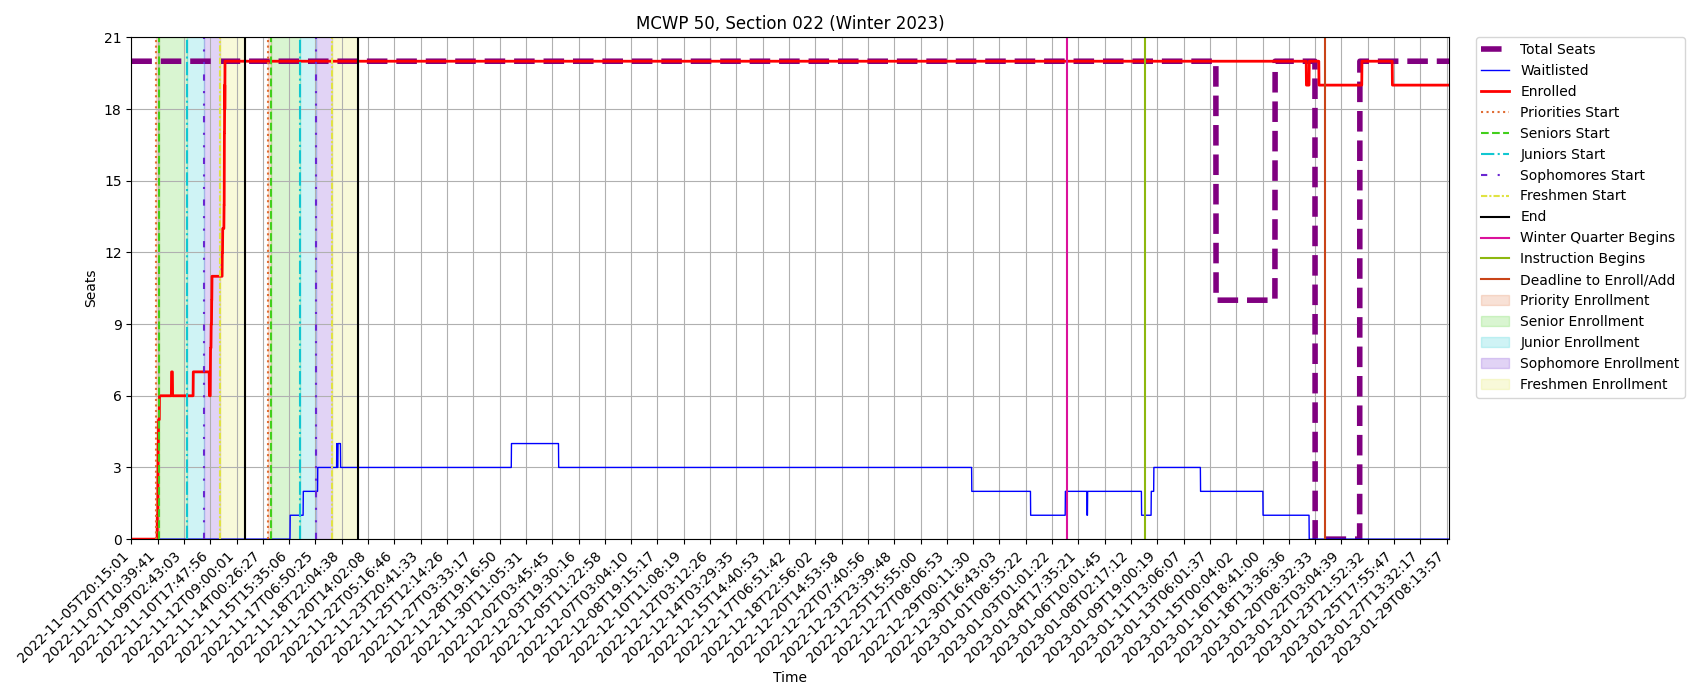 MCWP 50, Section 022 (Winter 2023)
21
18
15
12
9
6
3
0
Seats
2022-11-05T20:15:01
2022-11-07T10:39:41
2022-11-09T02:43:03
2022-11-10T17:47:56
2022-11-12T09:00:01
2022-11-14T00:26:27
2022-11-15T15:35:06
2022-11-17T06:50:25
2022-11-18T22:04:38
2022-11-20T14:02:08
2022-11-22T05:16:46
2022-11-23T20:41:33
2022-11-25T12:14:26
2022-11-27T03:33:17
2022-11-28T19:16:50
2022-11-30T11:05:31
2022-12-02T03:45:45
2022-12-03T19:30:16
2022-12-05T11:22:58
2022-12-07T03:04:10
2022-12-08T19:15:17
2022-12-10T11:08:19
2022-12-12T03:12:26
2022-12-14T03:29:35
2022-12-15T14:40:53
2022-12-17T06:51:42
2022-12-18T22:56:02
2022-12-20T14:53:58
2022-12-22T07:40:56
2022-12-23T23:39:48
2022-12-25T15:55:00
2022-12-27T08:06:53
2022-12-29T00:11:30
2022-12-30T16:43:03
2023-01-01T08:55:22
2023-01-03T01:01:22
2023-01-04T17:35:21
2023-01-06T10:01:45
2023-01-08T02:17:12
2023-01-09T19:00:19
2023-01-11T13:06:07
2023-01-13T06:01:37
2023-01-15T00:04:02
2023-01-16T18:41:00
2023-01-18T13:36:36
2023-01-20T08:32:33
2023-01-22T03:04:39
2023-01-23T21:52:32
2023-01-25T17:55:47
2023-01-27T13:32:17
2023-01-29T08:13:57
Time
Total Seats
Waitlisted
Enrolled
Priorities Start
Seniors Start
Juniors Start
Sophomores Start
Freshmen Start
End
Winter Quarter Begins
Instruction Begins
Deadline to Enroll/Add
Priority Enrollment
Senior Enrollment
Junior Enrollment
Sophomore Enrollment
Freshmen Enrollment